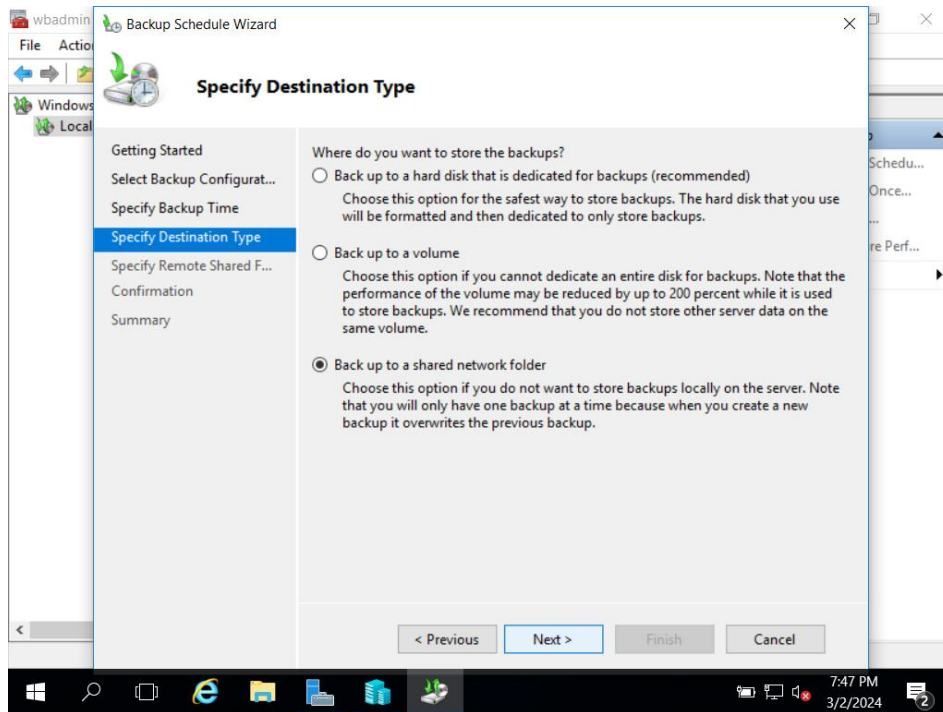 wbadmin
Backup Schedule Wizard
File Action
Specify Destination Type
Windows
Local
Getting Started
Select Backup Configurat...
Specify Backup Time
Specify Destination Type
Specify Remote Shared F...
Confirmation
Summary
Where do you want to store the backups?
Back up to a hard disk that is dedicated for backups (recommended)
Choose this option for the safest way to store backups. The hard disk that you use
will be formatted and then dedicated to only store backups.
Back up to a volume
Choose this option if you cannot dedicate an entire disk for backups. Note that the
performance of the volume may be reduced by up to 200 percent while it is used
to store backups. We recommend that you do not store other server data on the
same volume.
Back up to a shared network folder
Choose this option if you do not want to store backups locally on the server. Note
that you will only have one backup at a time because when you create a new
backup it overwrites the previous backup.
Schedu...
Once...
...
re Perf...
< Previous
Next >
Finish
Cancel
7:47 PM
3/2/2024
2